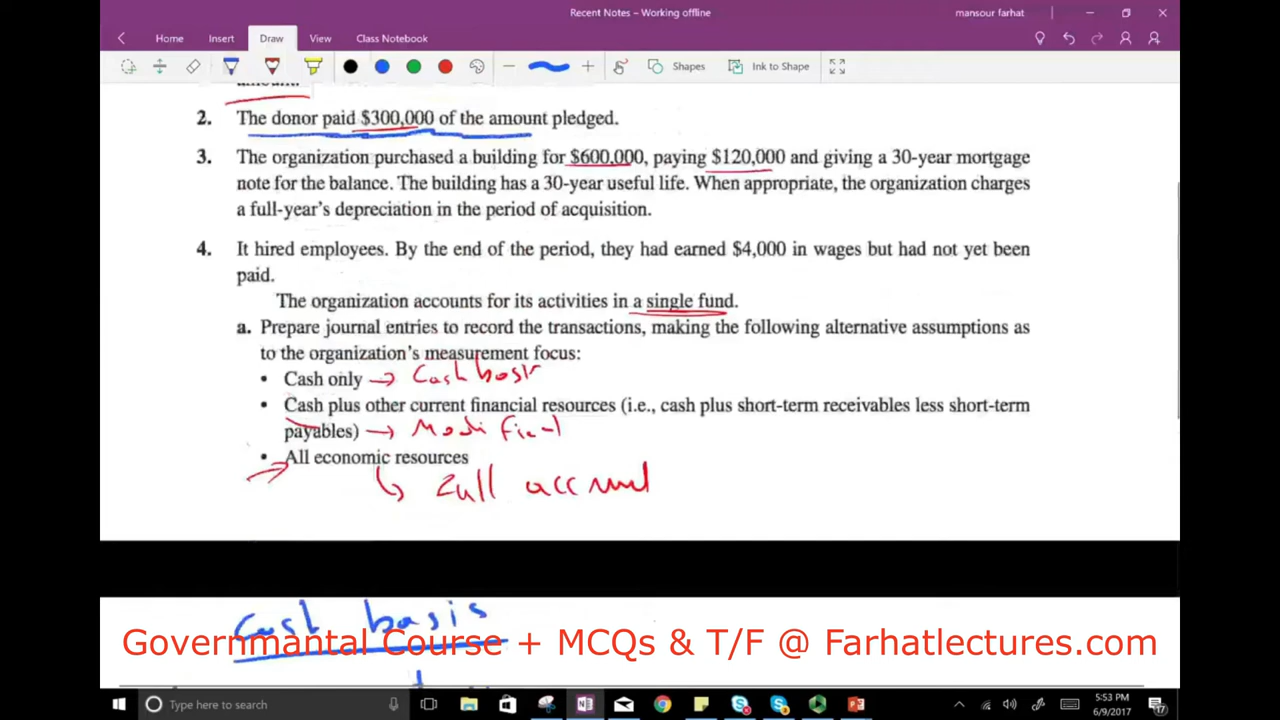 Recent Notes - Working offline
mansour farhat
Home Insert Draw View Class Notebook
Shapes Ink to Shape
amount.
2. The donor paid $300,000 of the amount pledged.
3. The organization purchased a building for $600,000, paying $120,000 and giving a 30-year mortgage
note for the balance. The building has a 30-year useful life. When appropriate, the organization charges
a full-year's depreciation in the period of acquisition.
4. It hired employees. By the end of the period, they had earned $4,000 in wages but had not yet been
paid.
The organization accounts for its activities in a single fund.
a. Prepare journal entries to record the transactions, making the following alternative assumptions as
to the organization's measurement focus:
• Cash only → Cash basis
• Cash plus other current financial resources (i.e., cash plus short-term receivables less short-term
payables) → Modified
• All economic resources
Full accrual
Cash basis
Governmantal Course + MCQs & T/F @ Farhatlectures.com
Type here to search
5:53 PM
6/9/2017
17